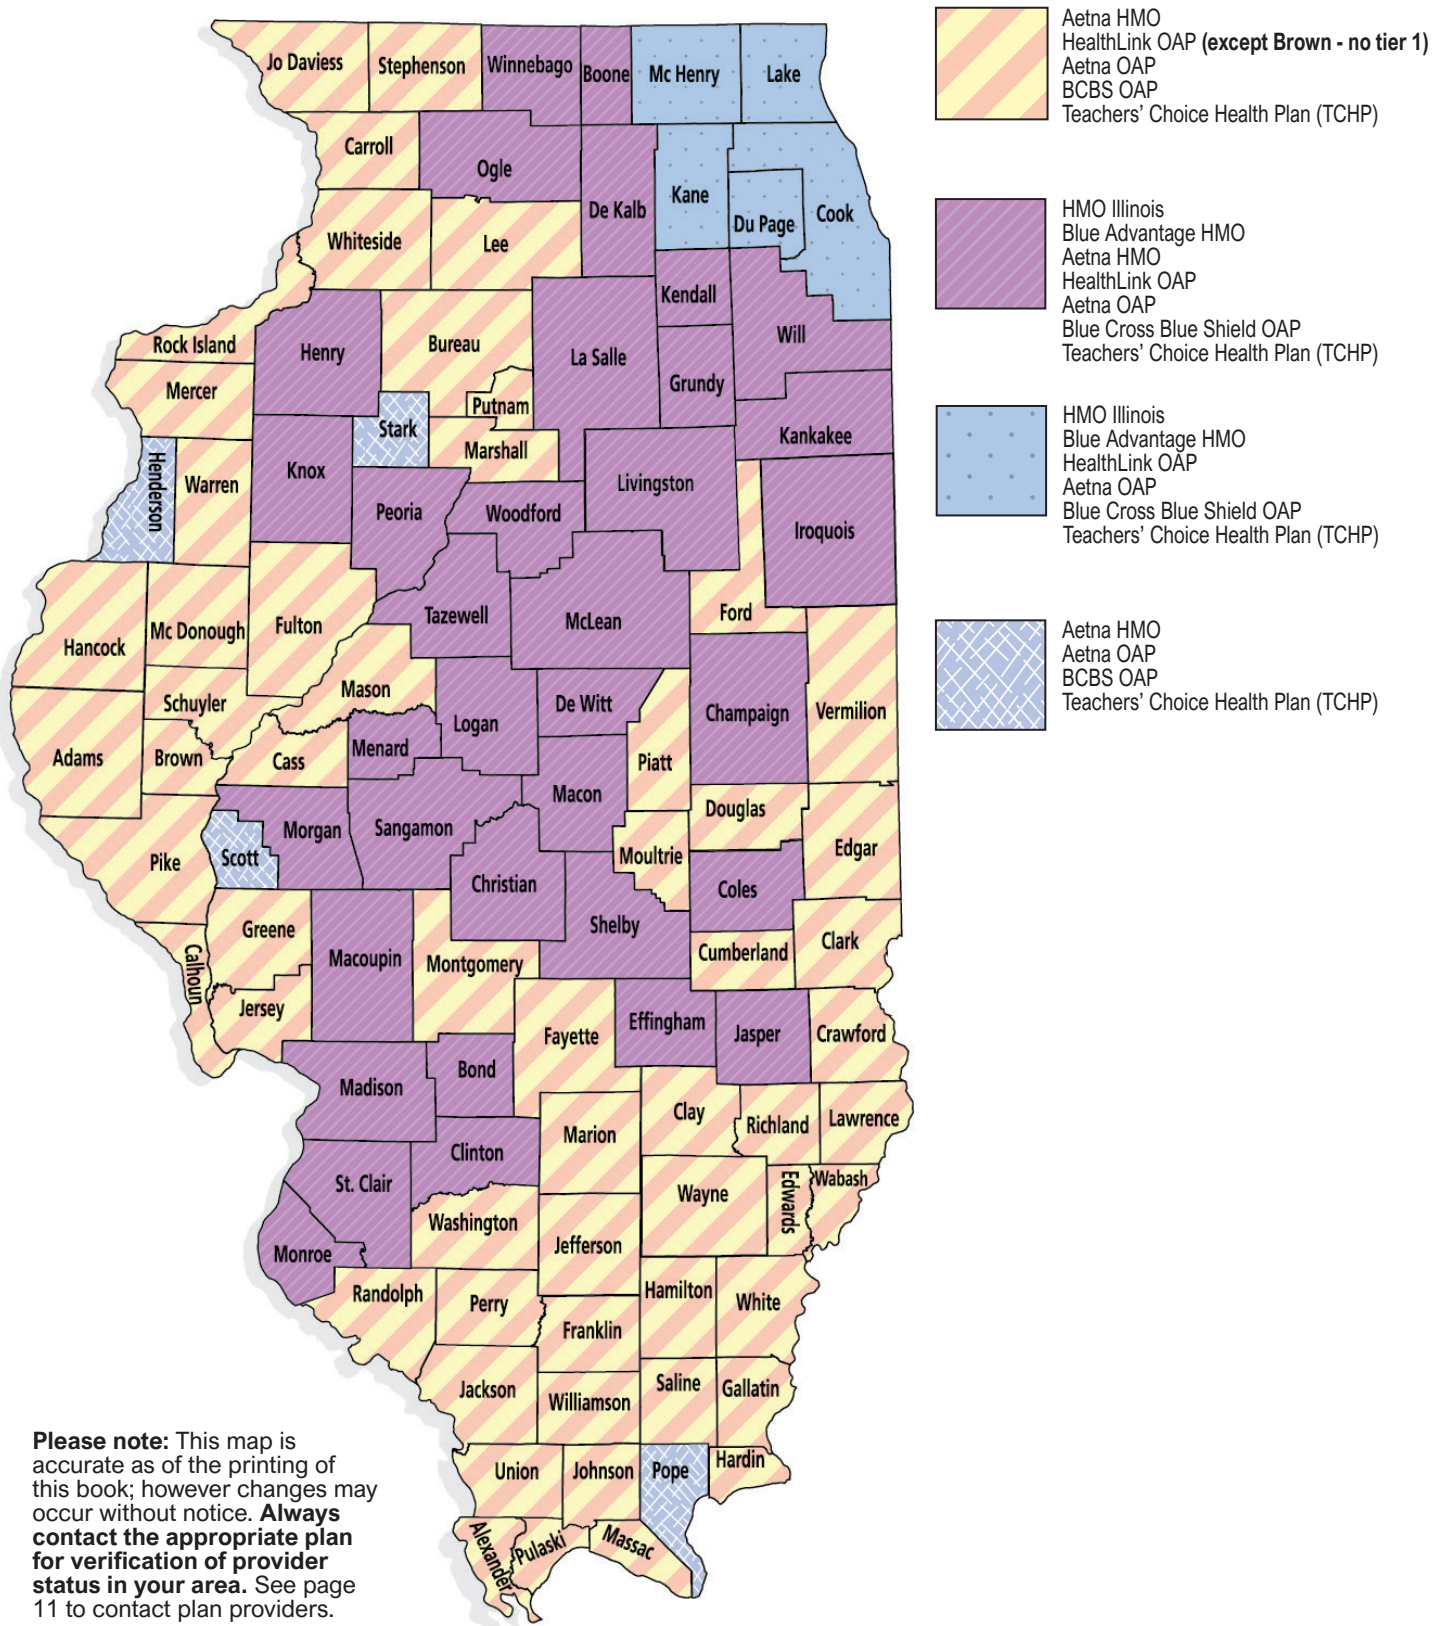 Jo Daviess
Stephenson
Winnebago
Boone
Mc Henry
Lake
Carroll
Ogle
De Kalb
Kane
Du Page
Cook
Whiteside
Lee
Kendall
Will
Rock Island
Henry
Bureau
La Salle
Grundy
Mercer
Putnam
Kankakee
Stark
Marshall
Henderson
Warren
Knox
Peoria
Woodford
Livingston
Iroquois
Hancock
Mc Donough
Fulton
Tazewell
McLean
Ford
Schuyler
Mason
Logan
De Witt
Champaign
Vermilion
Adams
Brown
Cass
Menard
Macon
Piatt
Douglas
Pike
Scott
Morgan
Sangamon
Christian
Moultrie
Coles
Edgar
Greene
Calhoun
Macoupin
Montgomery
Shelby
Cumberland
Clark
Jersey
Fayette
Effingham
Jasper
Crawford
Madison
Bond
Clay
Richland
Lawrence
St. Clair
Clinton
Marion
Wayne
Edwards
Wabash
Monroe
Washington
Jefferson
Randolph
Perry
Franklin
Hamilton
White
Jackson
Williamson
Saline
Gallatin
Union
Johnson
Pope
Hardin
Alexander
Pulaski
Massac
Aetna HMO
HealthLink OAP (except Brown - no tier 1)
Aetna OAP
BCBS OAP
Teachers’ Choice Health Plan (TCHP)
HMO Illinois
Blue Advantage HMO
Aetna HMO
HealthLink OAP
Aetna OAP
Blue Cross Blue Shield OAP
Teachers’ Choice Health Plan (TCHP)
HMO Illinois
Blue Advantage HMO
HealthLink OAP
Aetna OAP
Blue Cross Blue Shield OAP
Teachers’ Choice Health Plan (TCHP)
Aetna HMO
Aetna OAP
BCBS OAP
Teachers’ Choice Health Plan (TCHP)
Please note: This map is
accurate as of the printing of
this book; however changes may
occur without notice. Always
contact the appropriate plan
for verification of provider
status in your area. See page
11 to contact plan providers.